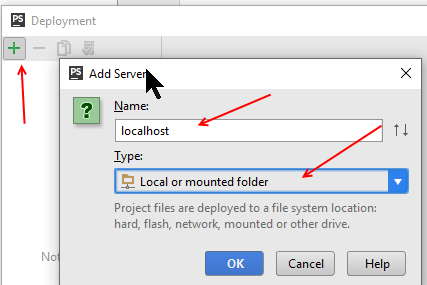 PS Deployment
PS Add Server
Name:
localhost
Type:
Local or mounted folder
Project files are deployed to a file system location:
hard, flash, network, mounted or other drive.
OK Cancel Help